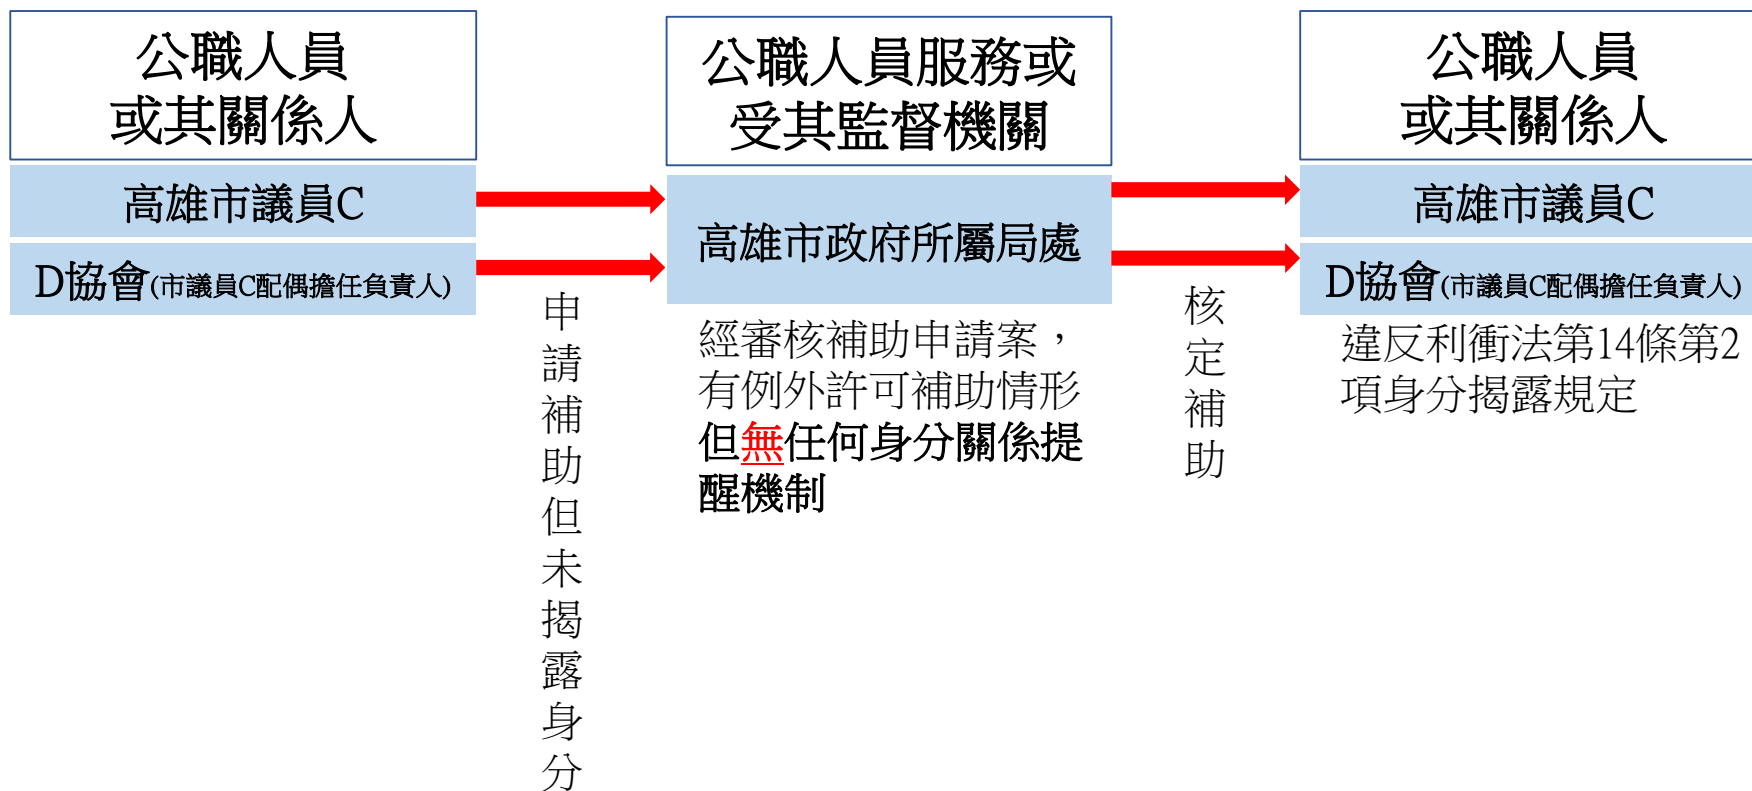 公職人員
或其關係人
高雄市議員C
D協會(市議員C配偶擔任負責人)
申請補助但未揭露身分
公職人員服務或
受其監督機關
高雄市政府所屬局處
經審核補助申請案，
有例外許可補助情形
但無任何身分關係提
醒機制
核定補助
公職人員
或其關係人
高雄市議員C
D協會(市議員C配偶擔任負責人)
違反利衝法第14條第2
項身分揭露規定